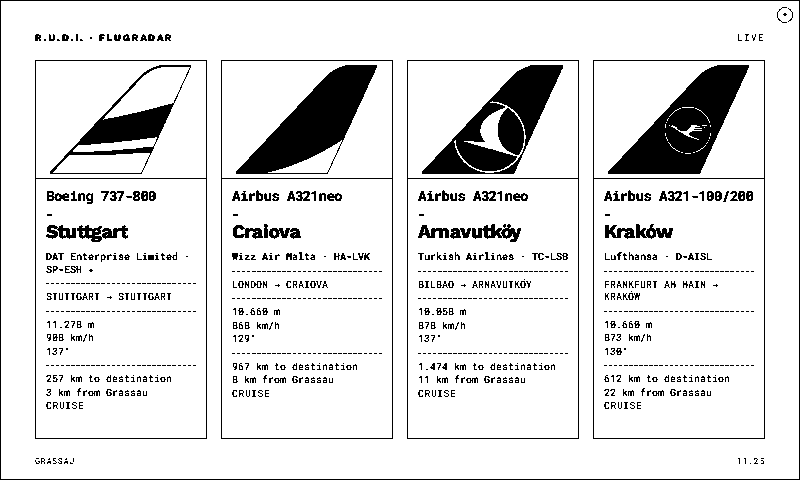 R.U.D.I. · FLUGRADAR
LIVE
Boeing 737-800
-
Stuttgart
DAT Enterprise Limited ·
SP-ESH ✦
STUTTGART → STUTTGART
11.278 m
908 km/h
137°
257 km to destination
3 km from Grassau
CRUISE
Airbus A321neo
-
Craiova
Wizz Air Malta · HA-LVK
LONDON → CRAIOVA
10.660 m
868 km/h
129°
967 km to destination
8 km from Grassau
CRUISE
Airbus A321neo
-
Arnavutköy
Turkish Airlines · TC-LSB
BILBAO → ARNAVUTKÖY
10.058 m
878 km/h
137°
1.474 km to destination
11 km from Grassau
CRUISE
Airbus A321-100/200
-
Kraków
Lufthansa · D-AISL
FRANKFURT AM MAIN →
KRAKÓW
10.660 m
873 km/h
130°
612 km to destination
22 km from Grassau
CRUISE
GRASSAU
11.25